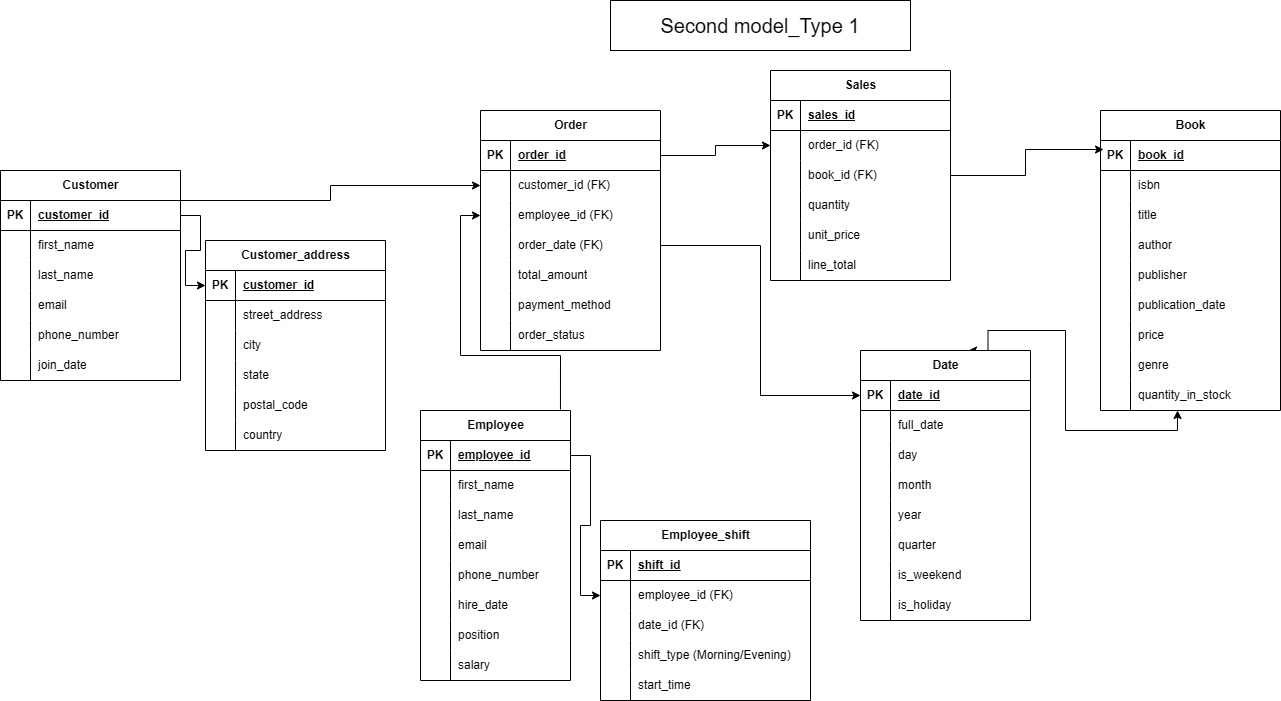 Second model_Type 1
Customer
PK customer_id
first_name
last_name
email
phone_number
join_date
Customer_address
PK customer_id
street_address
city
state
postal_code
country
Order
PK order_id
customer_id (FK)
employee_id (FK)
order_date (FK)
total_amount
payment_method
order_status
Employee
PK employee_id
first_name
last_name
email
phone_number
hire_date
position
salary
Employee_shift
PK shift_id
employee_id (FK)
date_id (FK)
shift_type (Morning/Evening)
start_time
Sales
PK sales_id
order_id (FK)
book_id (FK)
quantity
unit_price
line_total
Date
PK date_id
full_date
day
month
year
quarter
is_weekend
is_holiday
Book
PK book_id
isbn
title
author
publisher
publication_date
price
genre
quantity_in_stock